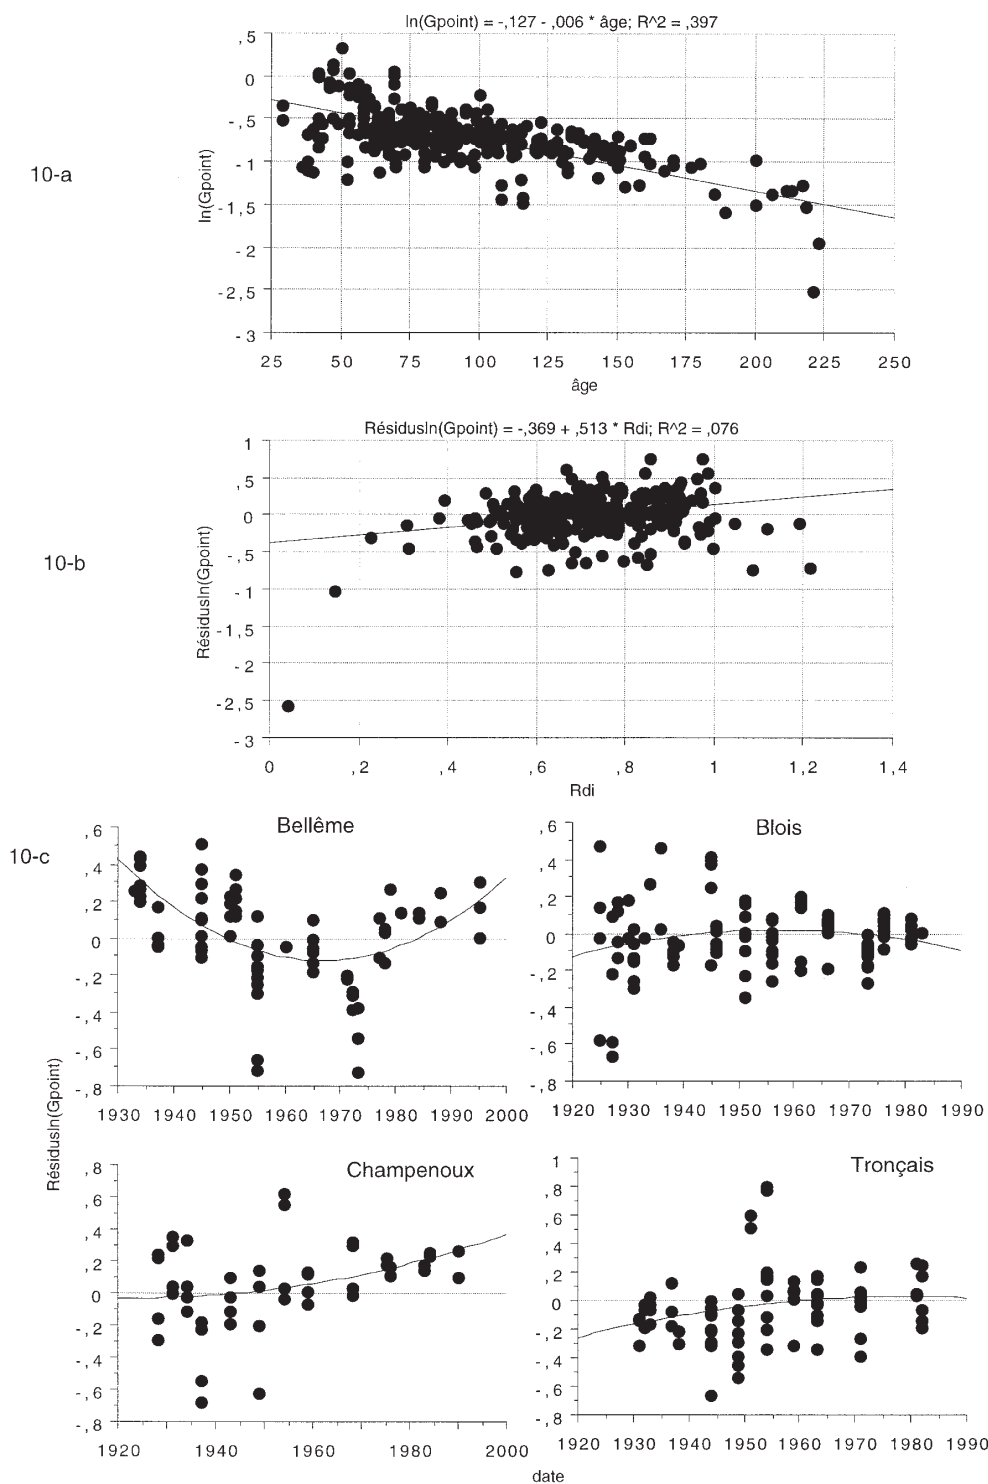 ln(Gpoint) = -,127 - ,006 * âge; R^2 = ,397
10-a
ln(Gpoint)
,5
0
-,5
-1
-1,5
-2
-2,5
-3
25 50 75 100 125 150 175 200 225 250
âge
Résidusln(Gpoint) = -,369 + ,513 * Rdi; R^2 = ,076
10-b
Résidusln(Gpoint)
1
,5
0
-,5
-1
-1,5
-2
-2,5
-3
0 ,2 ,4 ,6 ,8 1 1,2 1,4
Rdi
10-c
Résidusln(Gpoint)
Bellême
,6
,4
,2
0
-,2
-,4
-,6
-,8
1930 1940 1950 1960 1970 1980 1990 2000
Blois
,6
,4
,2
0
-,2
-,4
-,6
-,8
1920 1930 1940 1950 1960 1970 1980 1990
Champenoux
,8
,6
,4
,2
0
-,2
-,4
-,6
-,8
1920 1940 1960 1980 2000
Tronçais
1
,8
,6
,4
,2
0
-,2
-,4
-,6
-,8
1920 1930 1940 1950 1960 1970 1980 1990
date